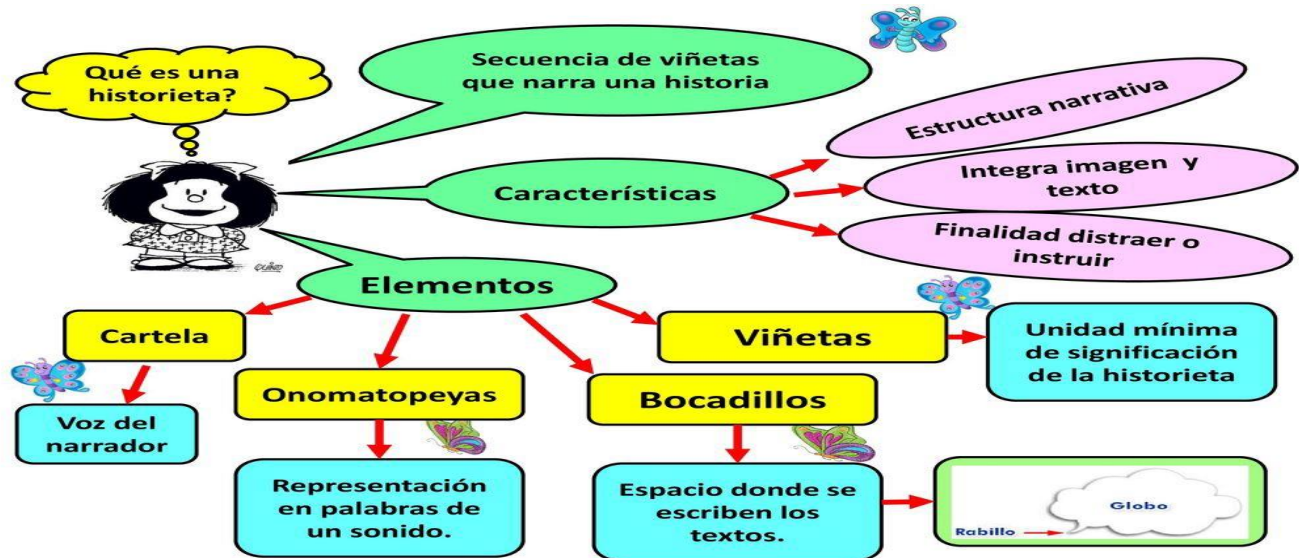 Qué es una
historieta?
Secuencia de viñetas
que narra una historia
Características
Estructura narrativa
Integra imagen y
texto
Finalidad distraer o
instruir
QUINO
Elementos
Cartela
Voz del
narrador
Onomatopeyas
Representación
en palabras de
un sonido.
Bocadillos
Espacio donde se
escriben los
textos.
Globo
Rabillo
Viñetas
Unidad mínima
de significación
de la historieta